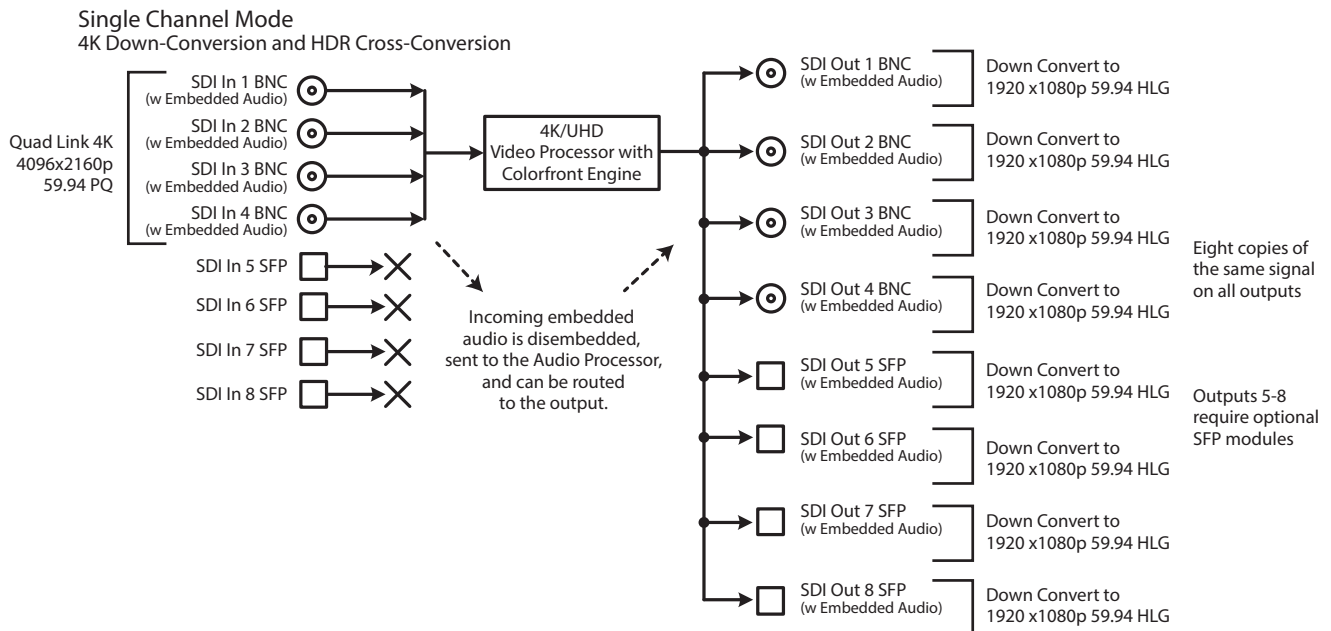 Single Channel Mode
4K Down-Conversion and HDR Cross-Conversion
Quad Link 4K
4096x2160p
59.94 PQ
SDI In 1 BNC
(w Embedded Audio)
SDI In 2 BNC
(w Embedded Audio)
SDI In 3 BNC
(w Embedded Audio)
SDI In 4 BNC
(w Embedded Audio)
SDI In 5 SFP
SDI In 6 SFP
SDI In 7 SFP
SDI In 8 SFP
4K/UHD
Video Processor with
Colorfront Engine
Incoming embedded
audio is disembedded,
sent to the Audio Processor,
and can be routed
to the output.
SDI Out 1 BNC
(w Embedded Audio)
Down Convert to
1920 x1080p 59.94 HLG
SDI Out 2 BNC
(w Embedded Audio)
Down Convert to
1920 x1080p 59.94 HLG
SDI Out 3 BNC
(w Embedded Audio)
Down Convert to
1920 x1080p 59.94 HLG
SDI Out 4 BNC
(w Embedded Audio)
Down Convert to
1920 x1080p 59.94 HLG
SDI Out 5 SFP
(w Embedded Audio)
Down Convert to
1920 x1080p 59.94 HLG
SDI Out 6 SFP
(w Embedded Audio)
Down Convert to
1920 x1080p 59.94 HLG
SDI Out 7 SFP
(w Embedded Audio)
Down Convert to
1920 x1080p 59.94 HLG
SDI Out 8 SFP
(w Embedded Audio)
Down Convert to
1920 x1080p 59.94 HLG
Eight copies of
the same signal
on all outputs
Outputs 5-8
require optional
SFP modules